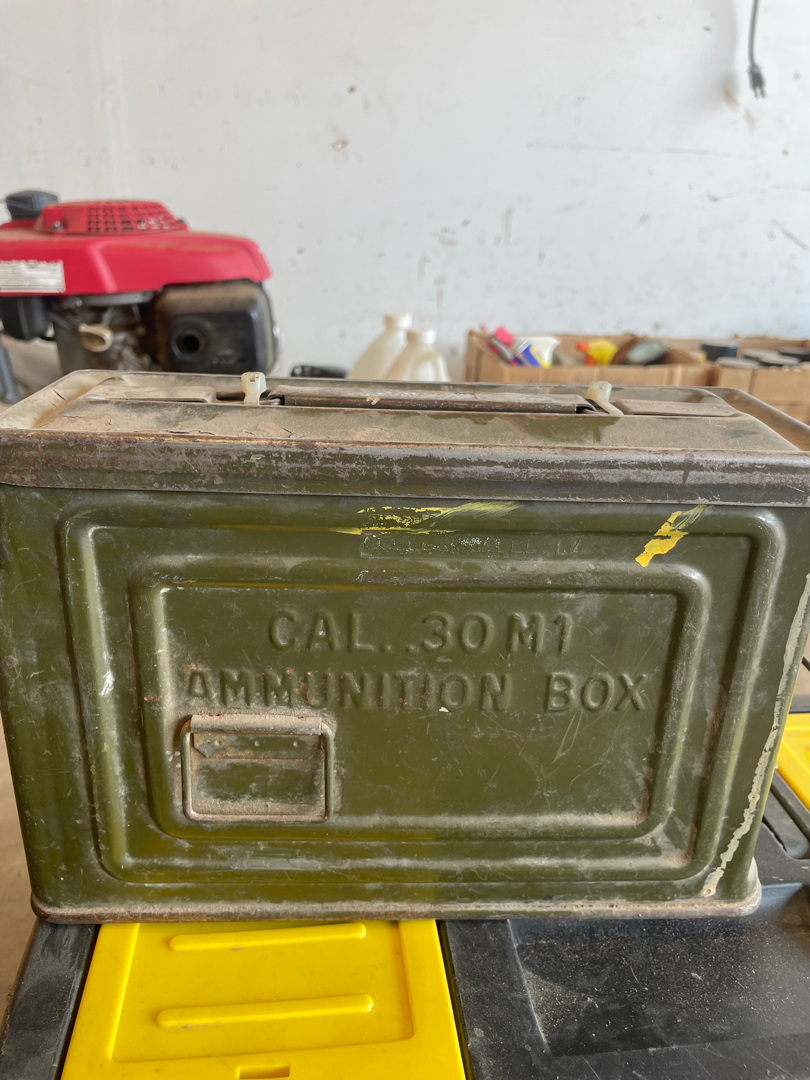 CAL. .30 M1
AMMUNITION BOX